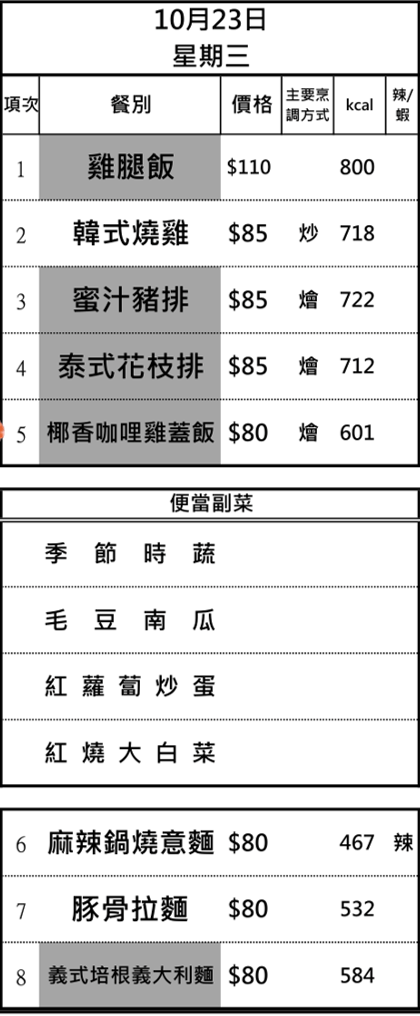 10月23日
星期三
項次 餐別 價格 主要烹調方式 kcal 辣/蝦
1 雞腿飯 $110 800
2 韓式燒雞 $85 炒 718
3 蜜汁豬排 $85 燴 722
4 泰式花枝排 $85 燴 712
5 椰香咖哩雞蓋飯 $80 燴 601
便當副菜
季節時蔬
毛豆南瓜
紅蘿蔔炒蛋
紅燒大白菜
6 麻辣鍋燒意麵 $80 467 辣
7 豚骨拉麵 $80 532
8 義式培根義大利麵 $80 584